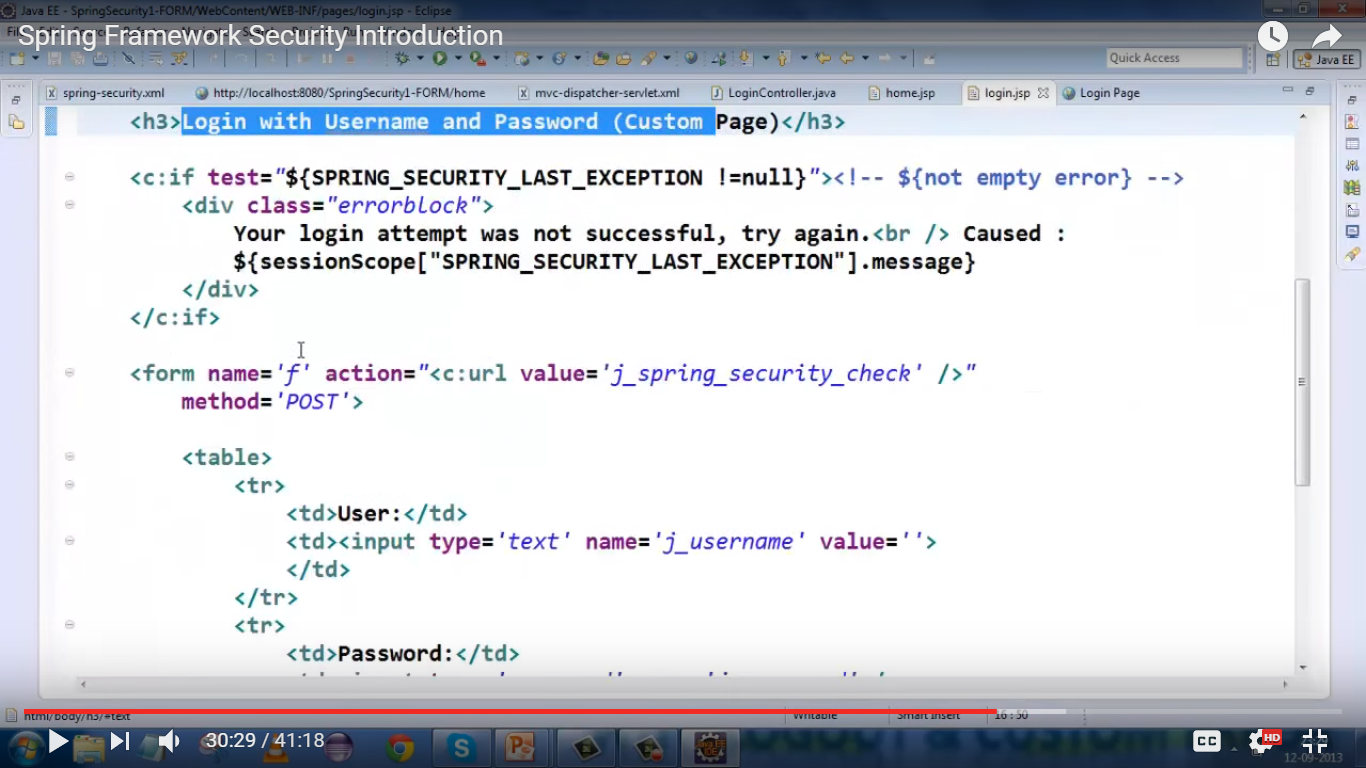 Java EE - SpringSecurity1-FORM/WebContent/WEB-INF/pages/login.jsp - Eclipse
Spring Framework Security Introduction
Quick Access
Java EE
spring-security.xml http://localhost:8080/SpringSecurity1-FORM/home mvc-dispatcher-servlet.xml LoginController.java home.jsp login.jsp Login Page
<h3>Login with Username and Password (Custom Page)</h3>
<c:if test="${SPRING_SECURITY_LAST_EXCEPTION !=null}"><!-- ${not empty error} -->
<div class="errorblock">
Your login attempt was not successful, try again.<br /> Caused :
${sessionScope["SPRING_SECURITY_LAST_EXCEPTION"].message}
</div>
</c:if>
<form name='f' action="<c:url value='j_spring_security_check' />"
method='POST'>
<table>
<tr>
<td>User:</td>
<td><input type='text' name='j_username' value=''>
</td>
</tr>
<tr>
<td>Password:</td>
html/body/h3/#text Writable Smart Insert 16 : 50
30:29 / 41:18
CC
HD
12-09-2013